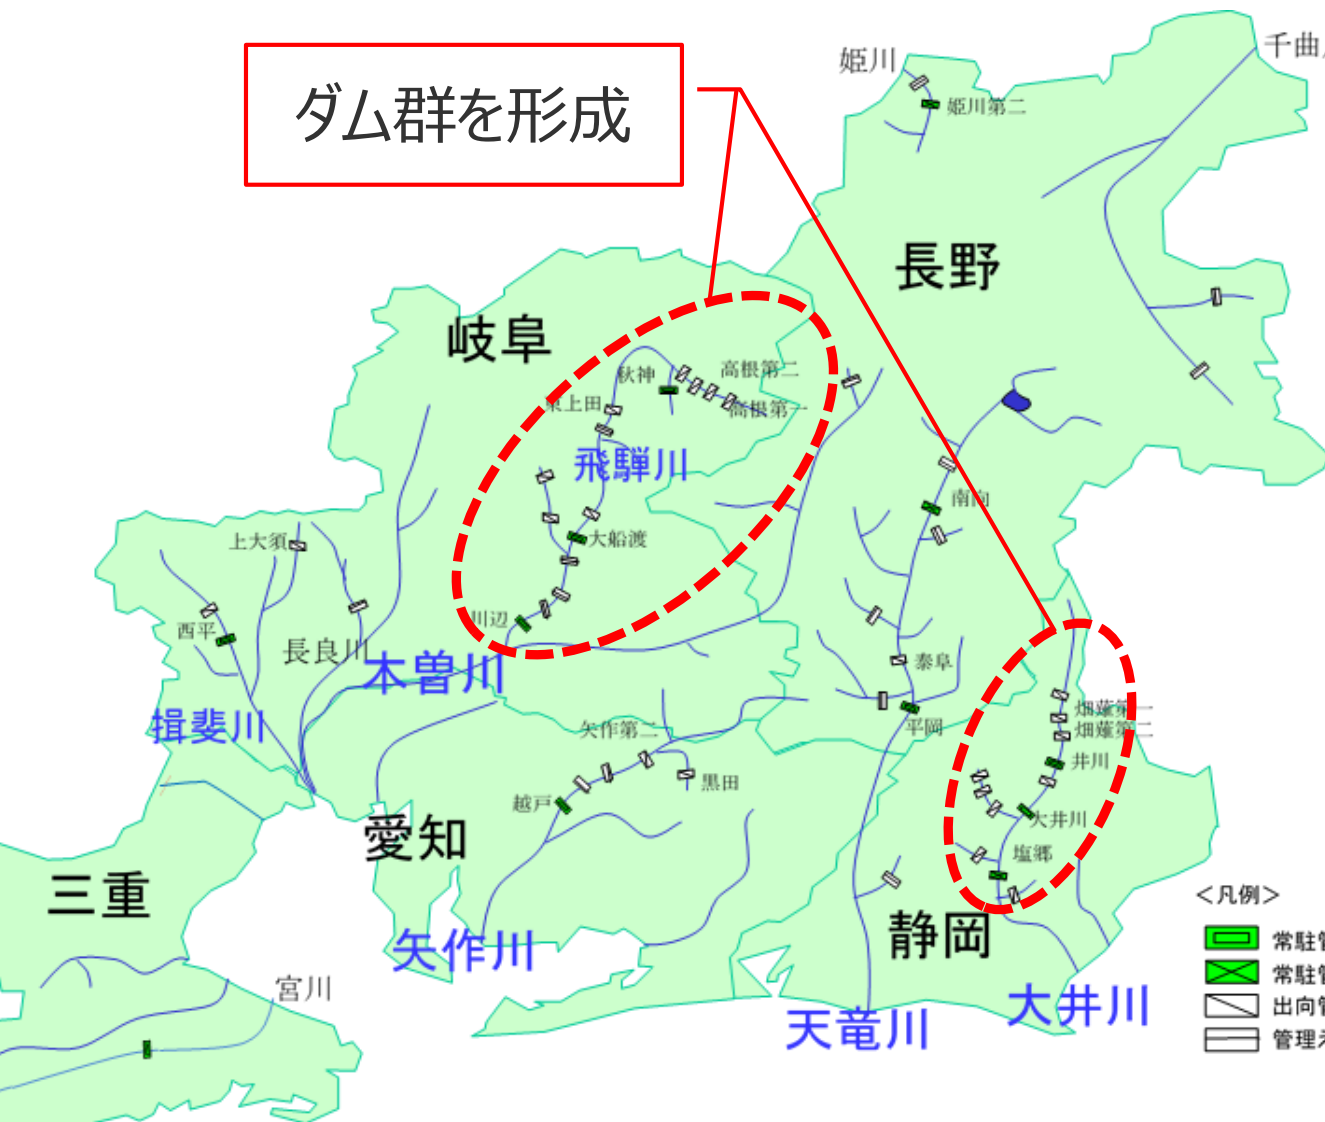 姫川
千曲
姫川第二
ダム群を形成
長野
岐阜
秋神
高根第二
高根第一
東上田
飛騨川
南向
上大須
大船渡
川辺
西平
長良川
木曽川
揖斐川
泰阜
平岡
畑薙第一
畑薙第二
井川
矢作第二
黒田
越戸
大井川
塩郷
愛知
三重
静岡
矢作川
宮川
天竜川
大井川
<凡例>
常駐管
常駐管
出向管
管理